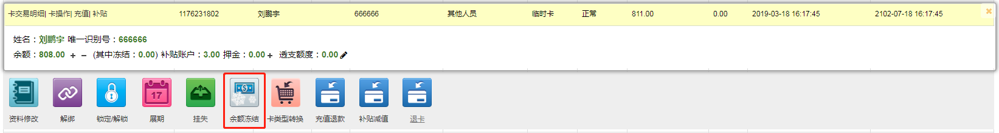 卡交易明细| 卡操作| 充值| 补贴 1176231802 刘鹏宇 666666 其他人员 临时卡 正常 811.00 0.00 2019-03-18 16:17:45 2102-07-18 16:17:45
姓名：刘鹏宇 唯一识别号：666666
余额：808.00 + − (其中冻结：0.00) 补贴账户：3.00 押金：0.00 + 透支额度：0.00
17
资料修改 解绑 锁定/解锁 展期 挂失 余额冻结 卡类型转换 充值退款 补贴减值 退卡